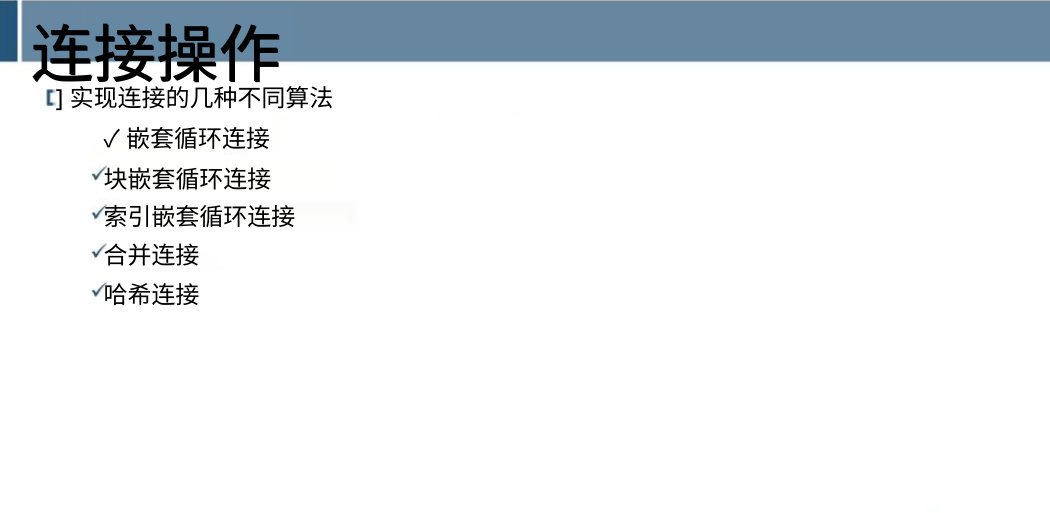 连接操作
[] 实现连接的几种不同算法
✓ 嵌套循环连接
✓块嵌套循环连接
✓索引嵌套循环连接
✓合并连接
✓哈希连接